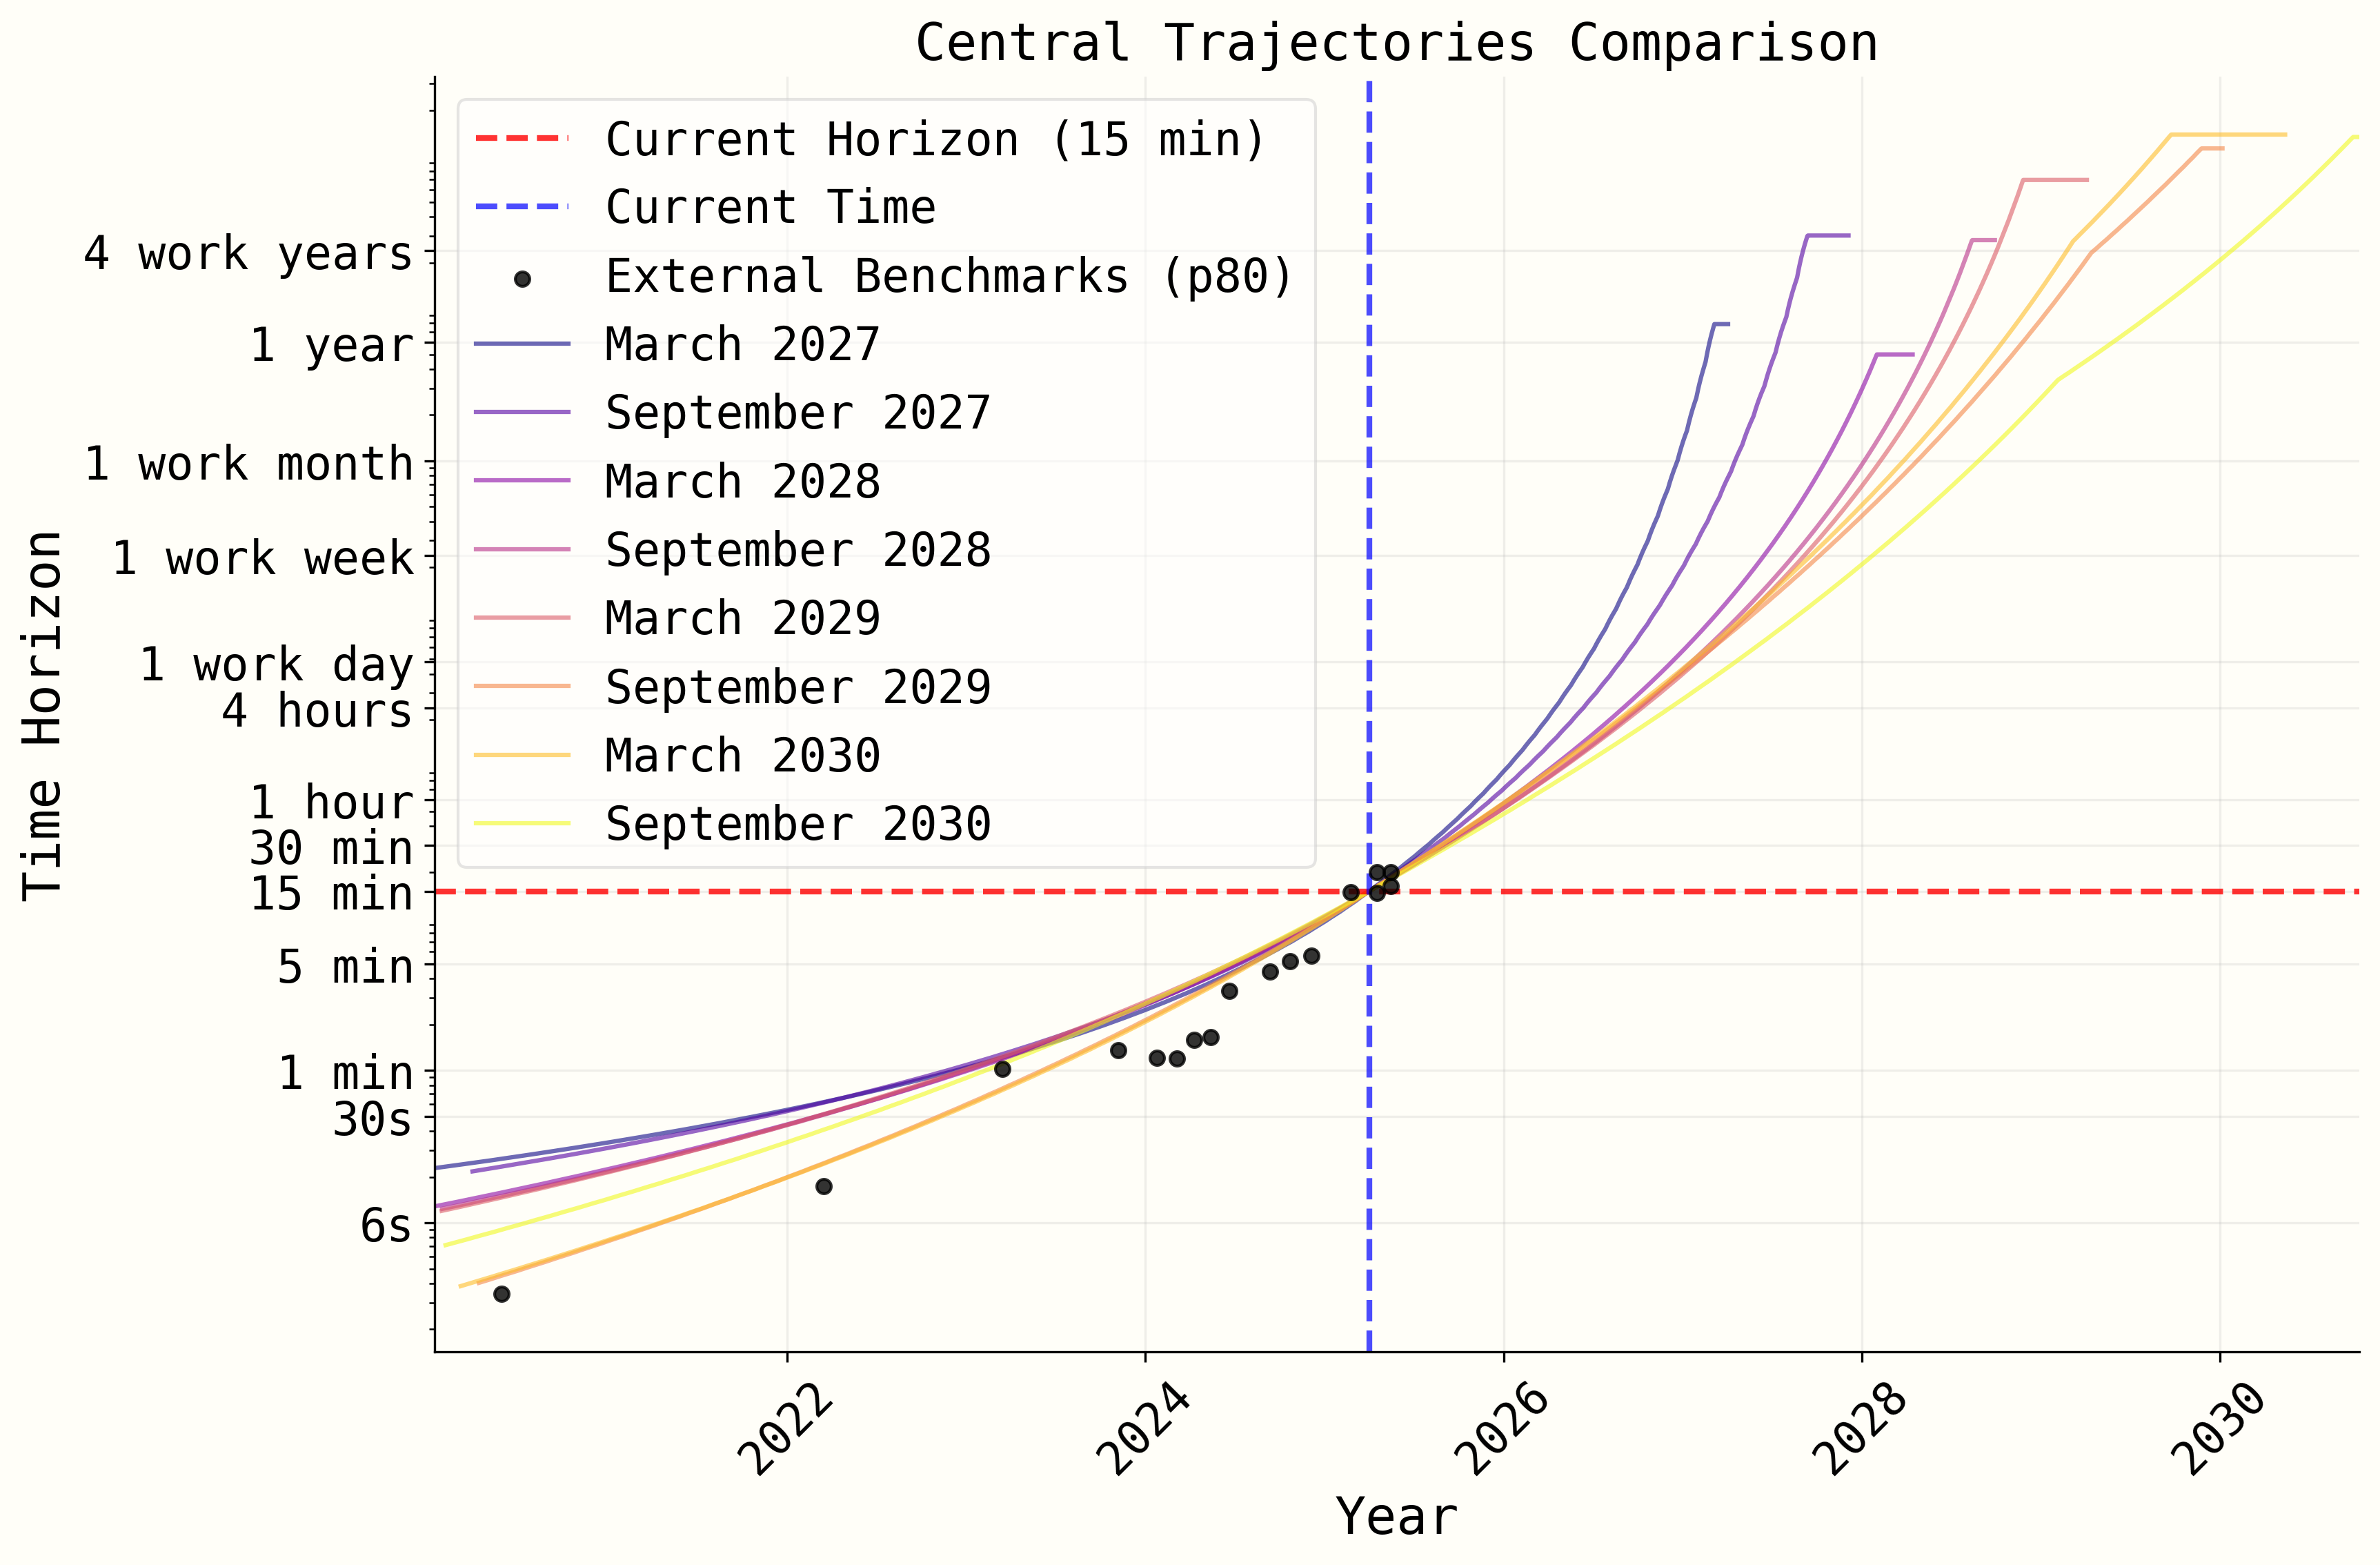 Central Trajectories Comparison
Current Horizon (15 min)
Current Time
External Benchmarks (p80)
March 2027
September 2027
March 2028
September 2028
March 2029
September 2029
March 2030
September 2030
Time Horizon
4 work years
1 year
1 work month
1 work week
1 work day
4 hours
1 hour
30 min
15 min
5 min
1 min
30s
6s
2022
2024
2026
2028
2030
Year